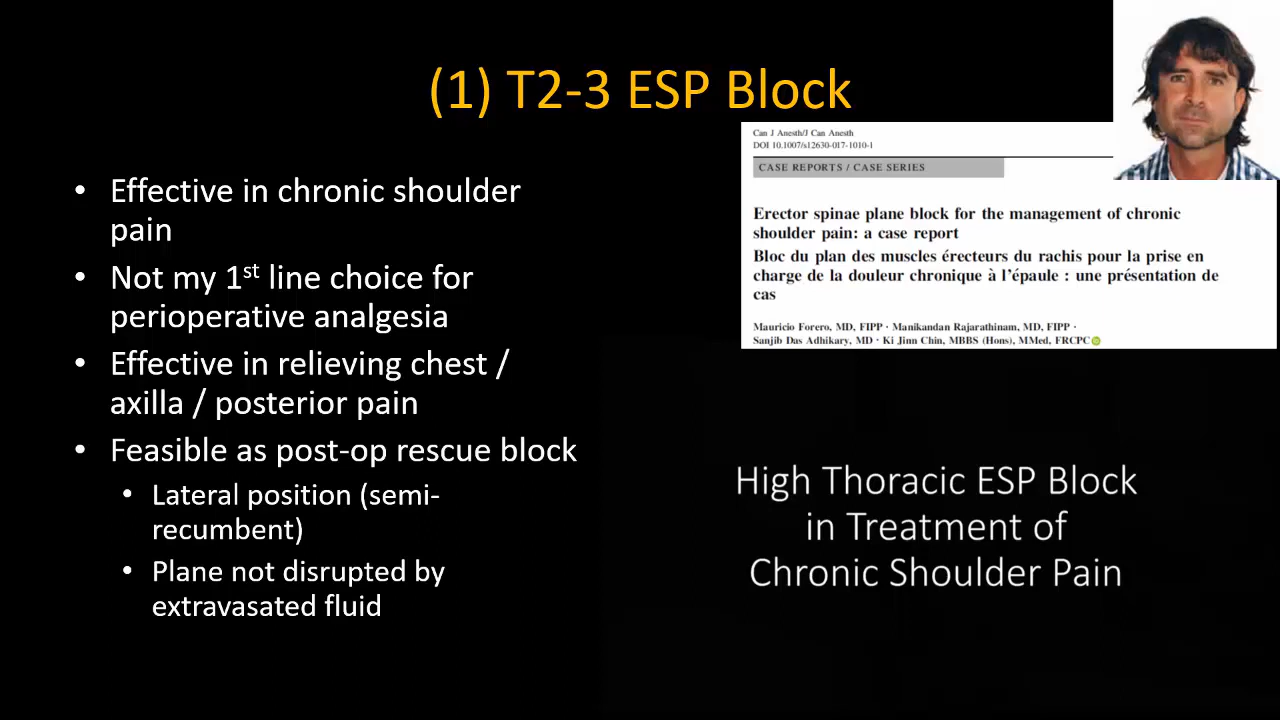 (1) T2-3 ESP Block
• Effective in chronic shoulder
pain
• Not my 1st line choice for
perioperative analgesia
• Effective in relieving chest /
axilla / posterior pain
• Feasible as post-op rescue block
• Lateral position (semi-
recumbent)
• Plane not disrupted by
extravasated fluid
Can J Anesth/J Can Anesth
DOI 10.1007/s12630-017-1010-1
CASE REPORTS / CASE SERIES
Erector spinae plane block for the management of chronic
shoulder pain: a case report
Bloc du plan des muscles érecteurs du rachis pour la prise en
charge de la douleur chronique à l'épaule : une présentation de
cas
Mauricio Forero, MD, FIPP · Manikandan Rajarathinam, MD, FIPP ·
Sanjib Das Adhikary, MD · Ki Jinn Chin, MBBS (Hons), MMed, FRCPC
High Thoracic ESP Block
in Treatment of
Chronic Shoulder Pain